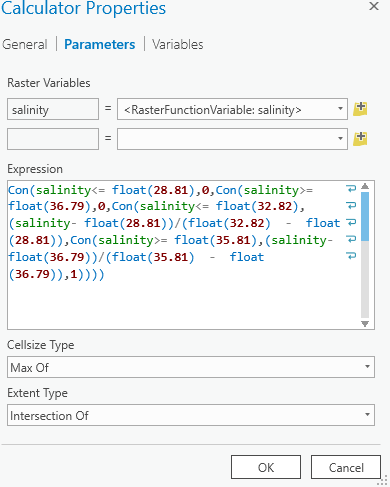 Calculator Properties
General | Parameters | Variables
Raster Variables
salinity = <RasterFunctionVariable: salinity>
=
Expression
Con(salinity<= float(28.81),0,Con(salinity>=
float(36.79),0,Con(salinity<= float(32.82),
(salinity- float(28.81))/(float(32.82) - float
(28.81)),Con(salinity>= float(35.81),(salinity-
float(36.79))/(float(35.81) - float
(36.79)),1))))
Cellsize Type
Max Of
Extent Type
Intersection Of
OK Cancel